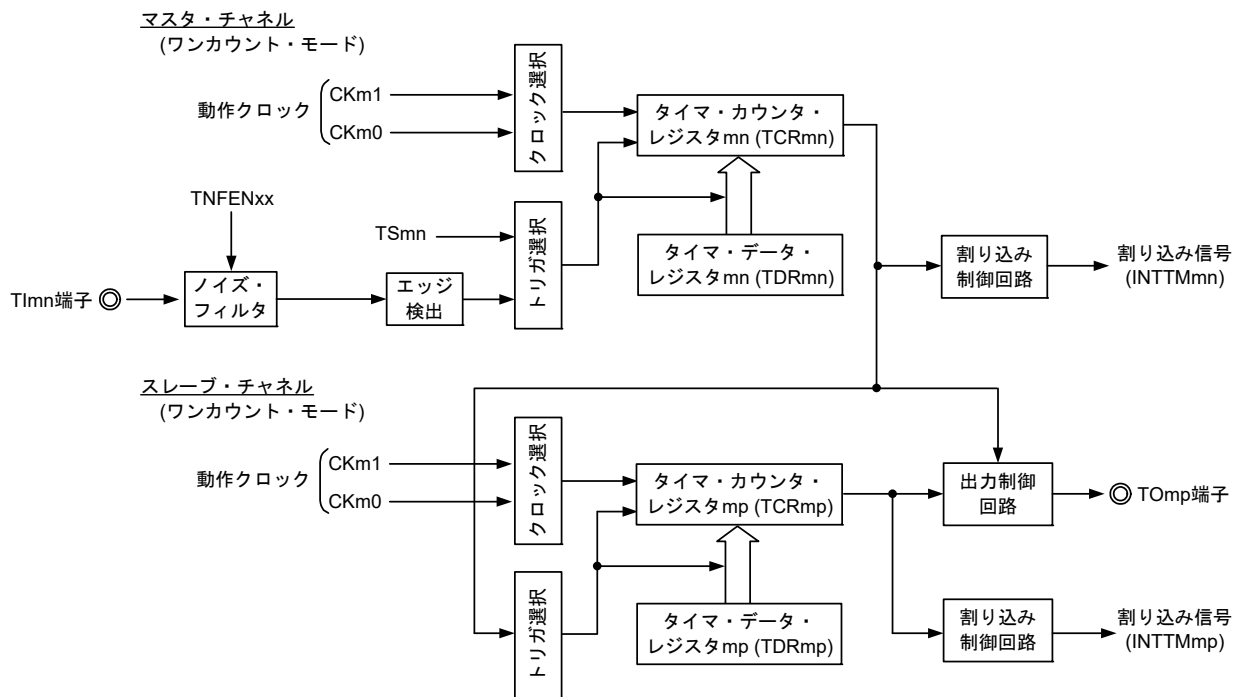 マスタ・チャネル
(ワンカウント・モード)
動作クロック
CKm1
CKm0
クロック選択
タイマ・カウンタ・
レジスタmn (TCRmn)
TNFENxx
TSmn
トリガ選択
タイマ・データ・
レジスタmn (TDRmn)
割り込み
制御回路
割り込み信号
(INTTMmn)
TImn端子
ノイズ・
フィルタ
エッジ
検出
スレーブ・チャネル
(ワンカウント・モード)
動作クロック
CKm1
CKm0
クロック選択
タイマ・カウンタ・
レジスタmp (TCRmp)
出力制御
回路
TOmp端子
トリガ選択
タイマ・データ・
レジスタmp (TDRmp)
割り込み
制御回路
割り込み信号
(INTTMmp)